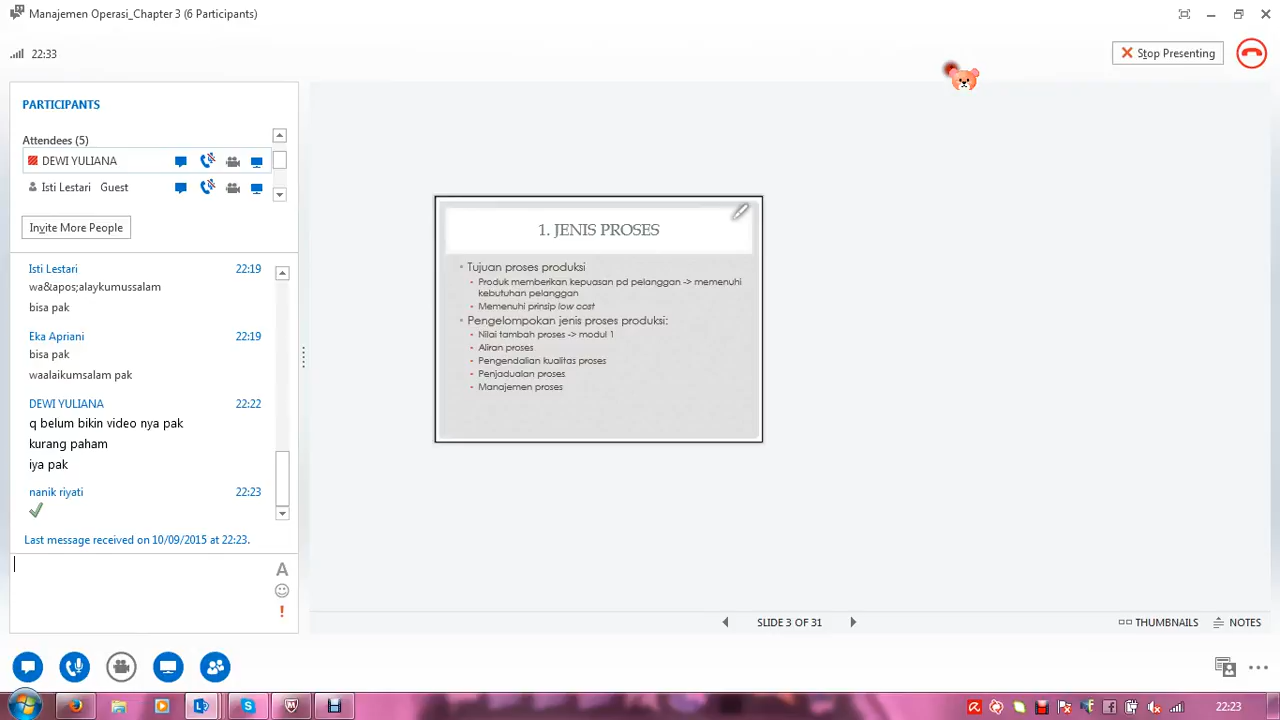 Manajemen Operasi_Chapter 3 (6 Participants)
22:33
Stop Presenting
PARTICIPANTS
Attendees (5)
DEWI YULIANA
Isti Lestari Guest
Invite More People
Isti Lestari 22:19
wa&apos;alaykumussalam
bisa pak
Eka Apriani 22:19
bisa pak
waalaikumsalam pak
DEWI YULIANA 22:22
q belum bikin video nya pak
kurang paham
iya pak
nanik riyati 22:23
Last message received on 10/09/2015 at 22:23.
A
1. JENIS PROSES
Tujuan proses produksi
Produk memberikan kepuasan pd pelanggan -> memenuhi
kebutuhan pelanggan
Memenuhi prinsip low cost
Pengelompokan jenis proses produksi:
Nilai tambah proses -> modul 1
Aliran proses
Pengendalian kualitas proses
Penjadualan proses
Manajemen proses
SLIDE 3 OF 31
THUMBNAILS
NOTES
22:23